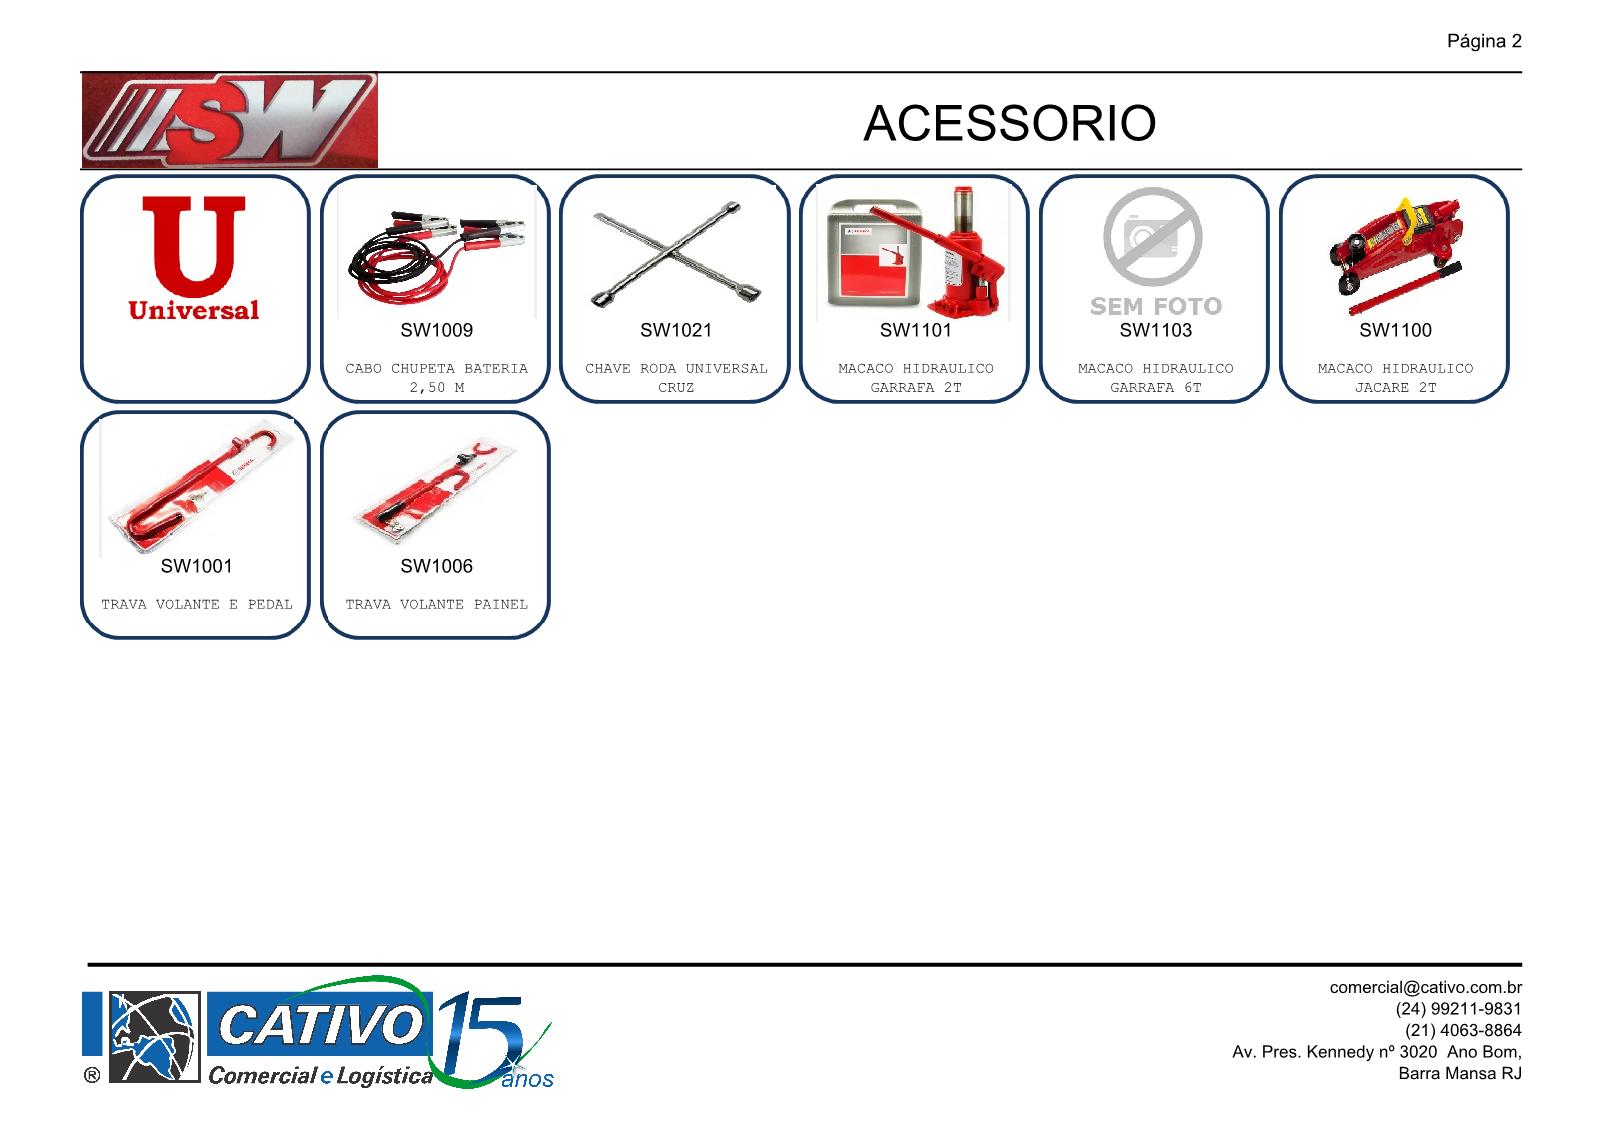 Página 2
SW
ACESSORIO
U
Universal
SW1009
CABO CHUPETA BATERIA
2,50 M
SW1021
CHAVE RODA UNIVERSAL
CRUZ
SW1101
MACACO HIDRAULICO
GARRAFA 2T
SEM FOTO
SW1103
MACACO HIDRAULICO
GARRAFA 6T
SW1100
MACACO HIDRAULICO
JACARE 2T
SW1001
TRAVA VOLANTE E PEDAL
SW1006
TRAVA VOLANTE PAINEL
®
CATIVO
Comercial e Logística
15
anos
comercial@cativo.com.br
(24) 99211-9831
(21) 4063-8864
Av. Pres. Kennedy nº 3020 Ano Bom,
Barra Mansa RJ